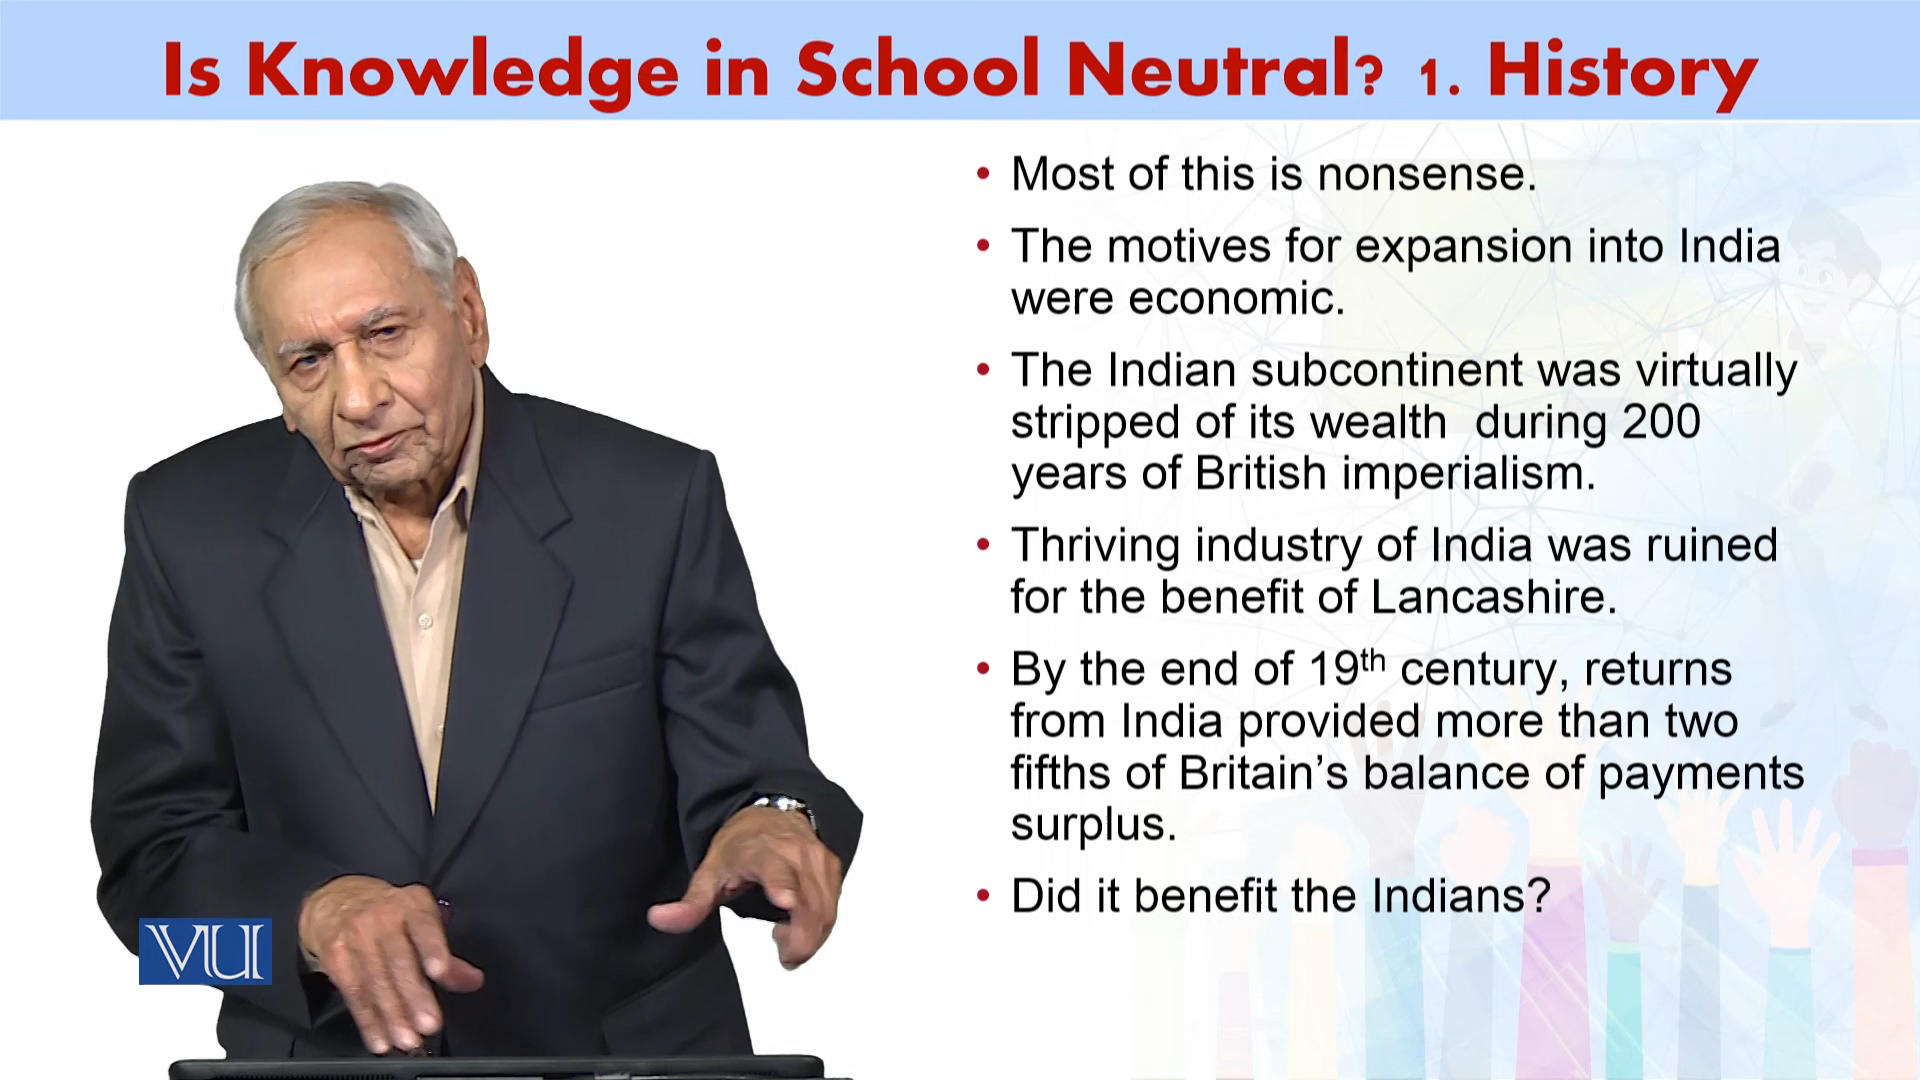 Is Knowledge in School Neutral? 1. History
• Most of this is nonsense.
• The motives for expansion into India
were economic.
• The Indian subcontinent was virtually
stripped of its wealth during 200
years of British imperialism.
• Thriving industry of India was ruined
for the benefit of Lancashire.
• By the end of 19th century, returns
from India provided more than two
fifths of Britain’s balance of payments
surplus.
• Did it benefit the Indians?
VU